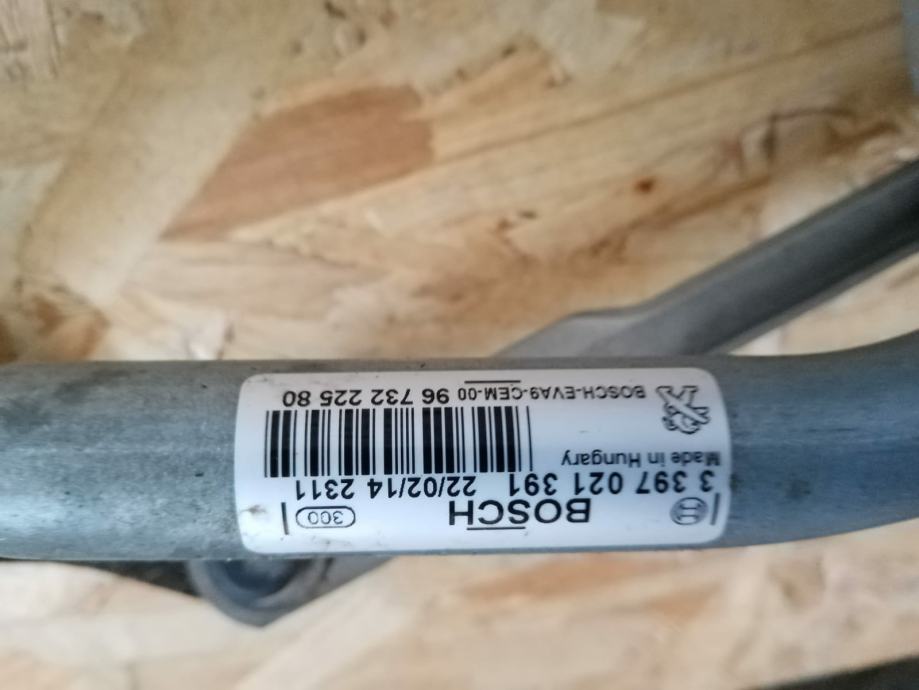 BOSCH 300
3 397 021 391 22/02/14 2311
Made in Hungary
BOSCH-EVA9-CEM-00 96 732 225 80